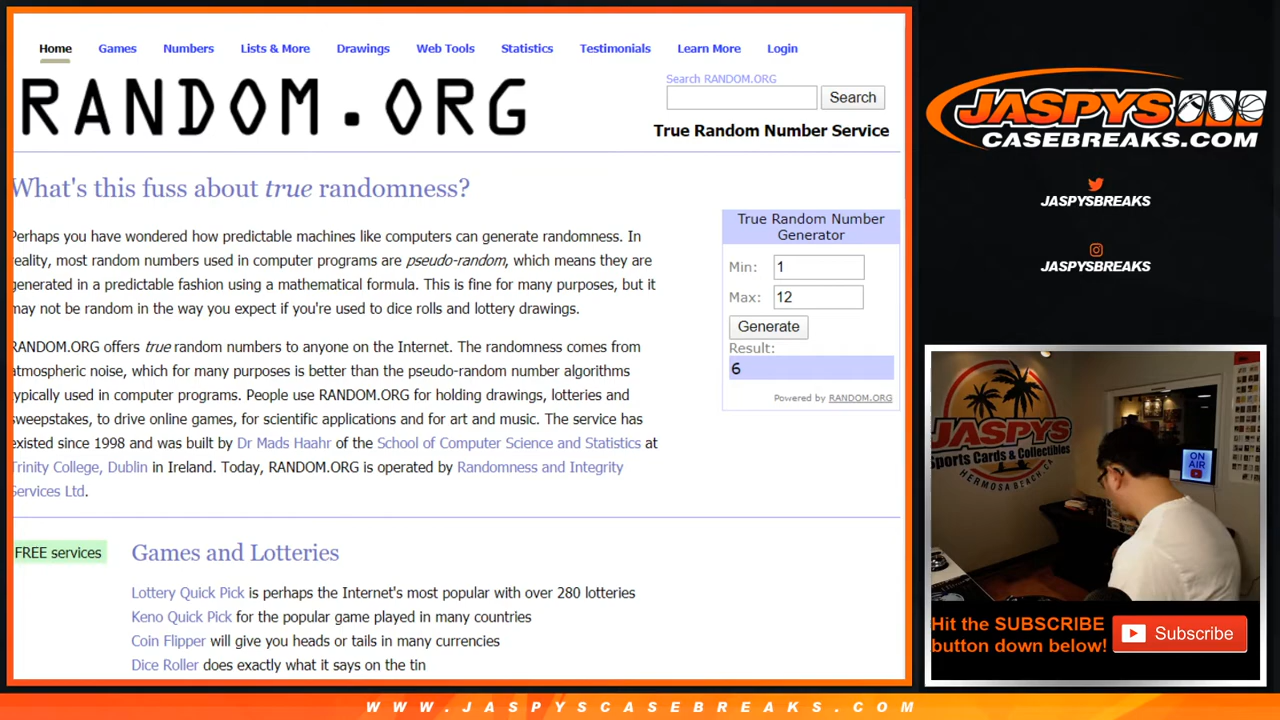 Home Games Numbers Lists & More Drawings Web Tools Statistics Testimonials Learn More Login
RANDOM.ORG
Search RANDOM.ORG
Search
True Random Number Service
What's this fuss about true randomness?
Perhaps you have wondered how predictable machines like computers can generate randomness. In
reality, most random numbers used in computer programs are pseudo-random, which means they are
generated in a predictable fashion using a mathematical formula. This is fine for many purposes, but it
may not be random in the way you expect if you're used to dice rolls and lottery drawings.
RANDOM.ORG offers true random numbers to anyone on the Internet. The randomness comes from
atmospheric noise, which for many purposes is better than the pseudo-random number algorithms
typically used in computer programs. People use RANDOM.ORG for holding drawings, lotteries and
sweepstakes, to drive online games, for scientific applications and for art and music. The service has
existed since 1998 and was built by Dr Mads Haahr of the School of Computer Science and Statistics at
Trinity College, Dublin in Ireland. Today, RANDOM.ORG is operated by Randomness and Integrity
Services Ltd.
True Random Number
Generator
Min: 1
Max: 12
Generate
Result:
6
Powered by RANDOM.ORG
FREE services
Games and Lotteries
Lottery Quick Pick is perhaps the Internet's most popular with over 280 lotteries
Keno Quick Pick for the popular game played in many countries
Coin Flipper will give you heads or tails in many currencies
Dice Roller does exactly what it says on the tin
JASPYS
CASEBREAKS.COM
JASPYSBREAKS
JASPYSBREAKS
JASPYS
Sports Cards & Collectibles
HERMOSA BEACH, CA
ON
AIR
Hit the SUBSCRIBE
button down below!
Subscribe
WWW.JASPYSCASEBREAKS.COM